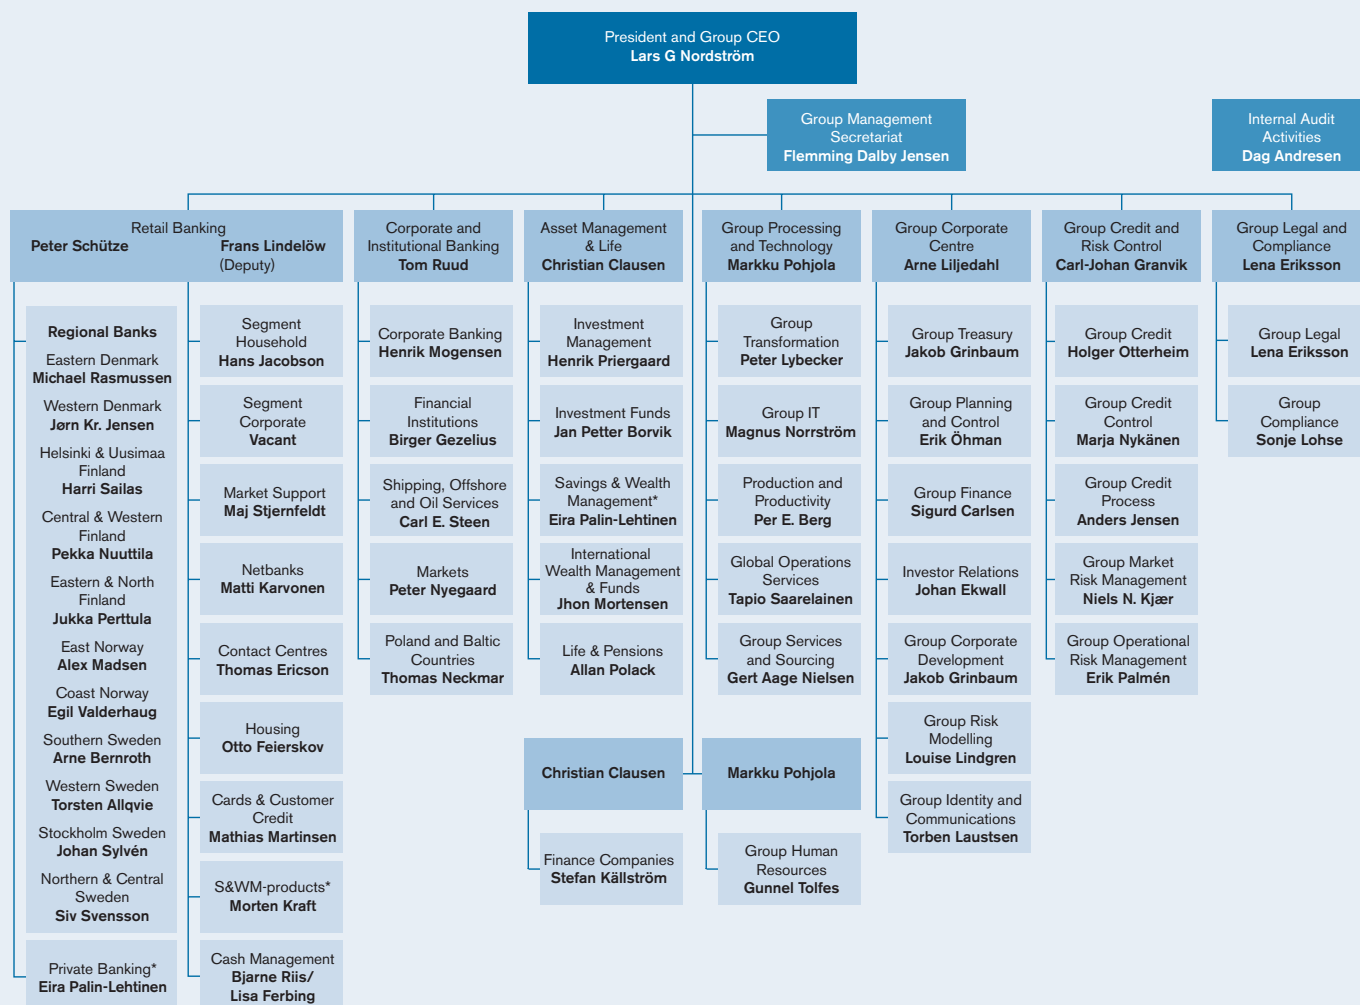 President and Group CEO
Lars G Nordström
Group Management
Secretariat
Flemming Dalby Jensen
Internal Audit
Activities
Dag Andresen
Retail Banking
Peter Schütze
Frans Lindelöw
(Deputy)
Corporate and
Institutional Banking
Tom Ruud
Asset Management
& Life
Christian Clausen
Group Processing
and Technology
Markku Pohjola
Group Corporate
Centre
Arne Liljedahl
Group Credit and
Risk Control
Carl-Johan Granvik
Group Legal and
Compliance
Lena Eriksson
Regional Banks
Eastern Denmark
Michael Rasmussen
Western Denmark
Jørn Kr. Jensen
Helsinki & Uusimaa
Finland
Harri Sailas
Central & Western
Finland
Pekka Nuuttila
Eastern & North
Finland
Jukka Perttula
East Norway
Alex Madsen
Coast Norway
Egil Valderhaug
Southern Sweden
Arne Bernroth
Western Sweden
Torsten Allqvie
Stockholm Sweden
Johan Sylvén
Northern & Central
Sweden
Siv Svensson
Private Banking*
Eira Palin-Lehtinen
Segment
Household
Hans Jacobson
Segment
Corporate
Vacant
Market Support
Maj Stjernfeldt
Netbanks
Matti Karvonen
Contact Centres
Thomas Ericson
Housing
Otto Feierskov
Cards & Customer
Credit
Mathias Martinsen
S&WM-products*
Morten Kraft
Cash Management
Bjarne Riis/
Lisa Ferbing
Corporate Banking
Henrik Mogensen
Financial
Institutions
Birger Gezelius
Shipping, Offshore
and Oil Services
Carl E. Steen
Markets
Peter Nyegaard
Poland and Baltic
Countries
Thomas Neckmar
Investment
Management
Henrik Priergaard
Investment Funds
Jan Petter Borvik
Savings & Wealth
Management*
Eira Palin-Lehtinen
International
Wealth Management
& Funds
Jhon Mortensen
Life & Pensions
Allan Polack
Christian Clausen
Finance Companies
Stefan Källström
Group
Transformation
Peter Lybecker
Group IT
Magnus Norrström
Production and
Productivity
Per E. Berg
Global Operations
Services
Tapio Saarelainen
Group Services
and Sourcing
Gert Aage Nielsen
Markku Pohjola
Group Human
Resources
Gunnel Tolfes
Group Treasury
Jakob Grinbaum
Group Planning
and Control
Erik Öhman
Group Finance
Sigurd Carlsen
Investor Relations
Johan Ekwall
Group Corporate
Development
Jakob Grinbaum
Group Risk
Modelling
Louise Lindgren
Group Identity and
Communications
Torben Laustsen
Group Credit
Holger Otterheim
Group Credit
Control
Marja Nykänen
Group Credit
Process
Anders Jensen
Group Market
Risk Management
Niels N. Kjær
Group Operational
Risk Management
Erik Palmén
Group Legal
Lena Eriksson
Group
Compliance
Sonje Lohse